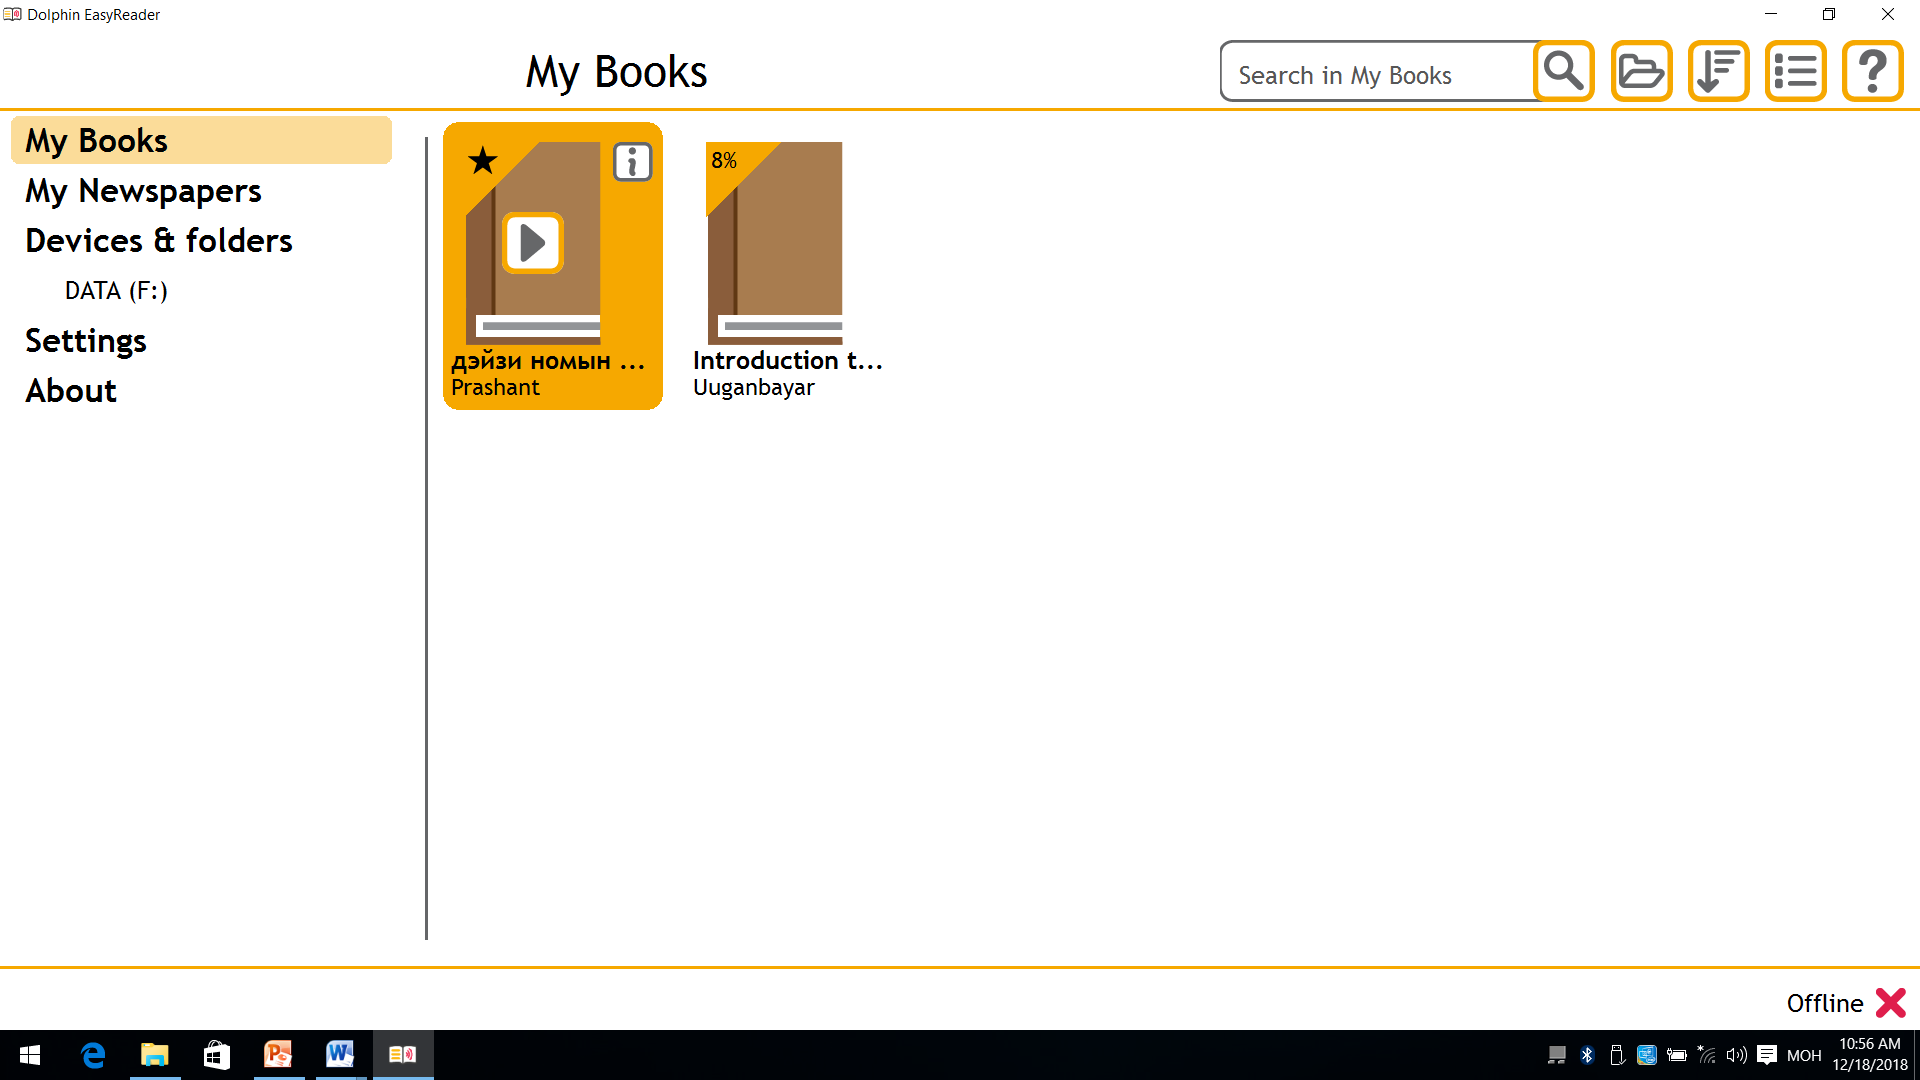 Dolphin EasyReader
My Books
Search in My Books
My Books
My Newspapers
Devices & folders
DATA (F:)
Settings
About
дэйзи номын ...
Prashant
8%
Introduction t...
Uuganbayar
Offline
МОН
10:56 AM
12/18/2018